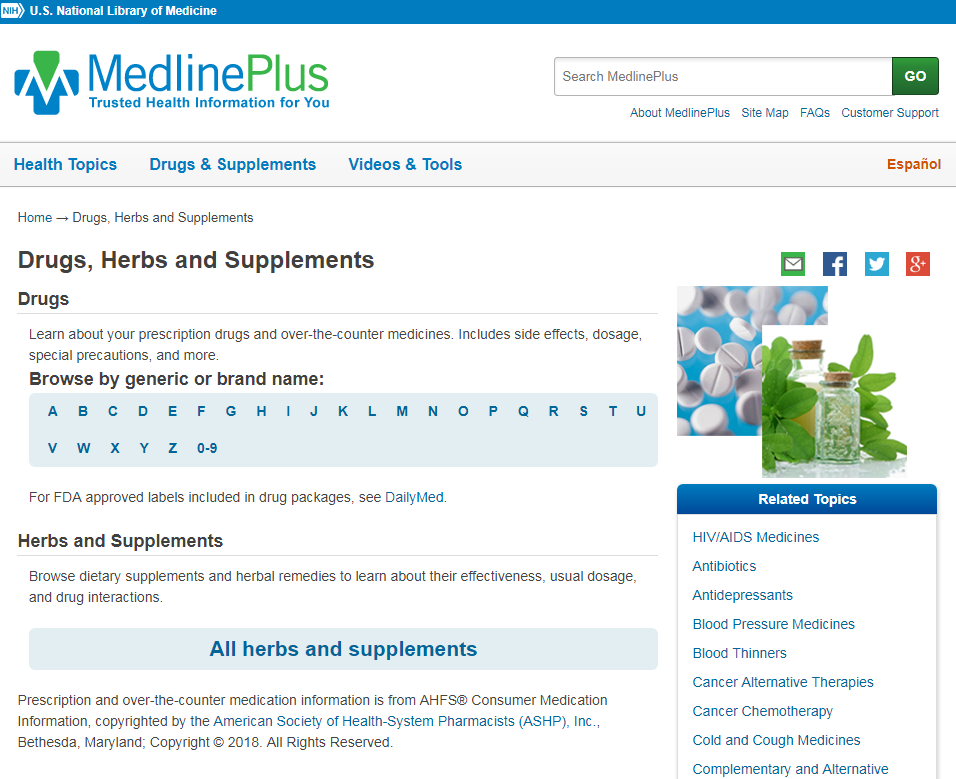 NIH U.S. National Library of Medicine
MedlinePlus
Trusted Health Information for You
Search MedlinePlus GO
About MedlinePlus Site Map FAQs Customer Support
Health Topics Drugs & Supplements Videos & Tools Español
Home → Drugs, Herbs and Supplements
Drugs, Herbs and Supplements
f g+
Drugs
Learn about your prescription drugs and over-the-counter medicines. Includes side effects, dosage,
special precautions, and more.
Browse by generic or brand name:
A B C D E F G H I J K L M N O P Q R S T U
V W X Y Z 0-9
For FDA approved labels included in drug packages, see DailyMed.
Herbs and Supplements
Browse dietary supplements and herbal remedies to learn about their effectiveness, usual dosage,
and drug interactions.
All herbs and supplements
Prescription and over-the-counter medication information is from AHFS® Consumer Medication
Information, copyrighted by the American Society of Health-System Pharmacists (ASHP), Inc.,
Bethesda, Maryland; Copyright © 2018. All Rights Reserved.
Related Topics
HIV/AIDS Medicines
Antibiotics
Antidepressants
Blood Pressure Medicines
Blood Thinners
Cancer Alternative Therapies
Cancer Chemotherapy
Cold and Cough Medicines
Complementary and Alternative